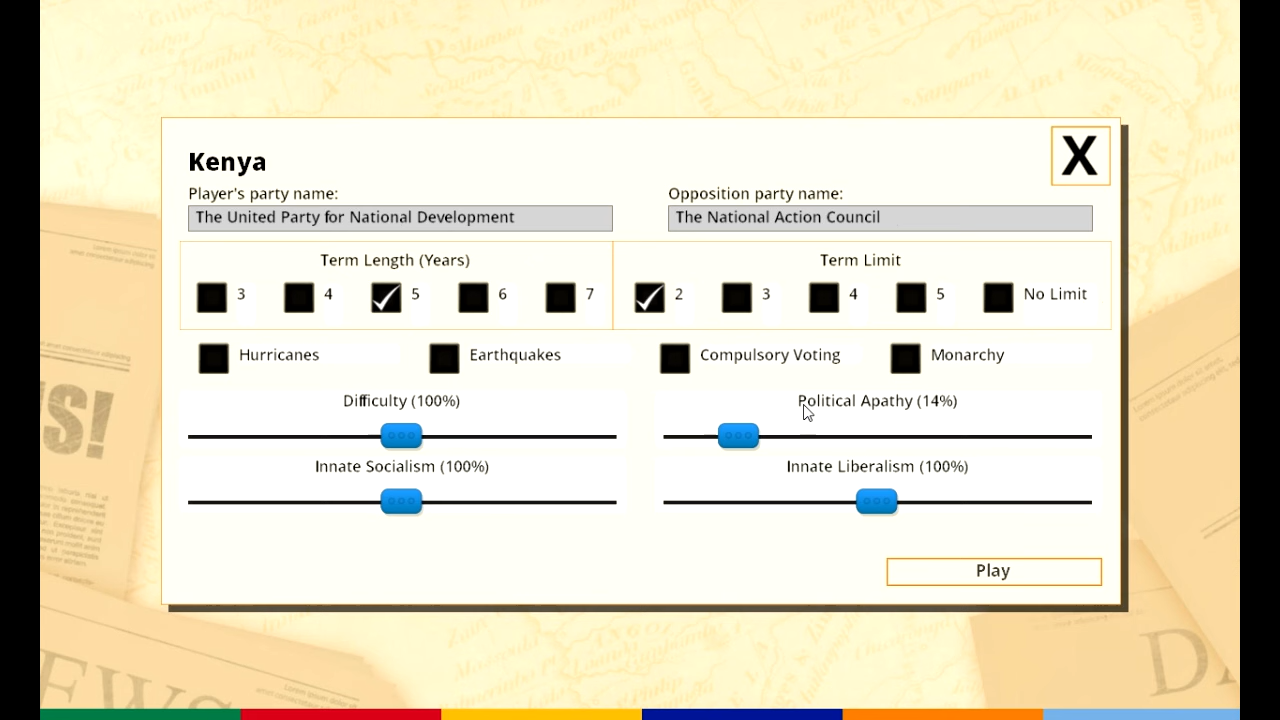 Kenya
X
Player's party name:
Opposition party name:
The United Party for National Development
The National Action Council
Term Length (Years)
Term Limit
3 4 5 6 7
2 3 4 5 No Limit
Hurricanes
Earthquakes
Compulsory Voting
Monarchy
Difficulty (100%)
Political Apathy (14%)
Innate Socialism (100%)
Innate Liberalism (100%)
Play